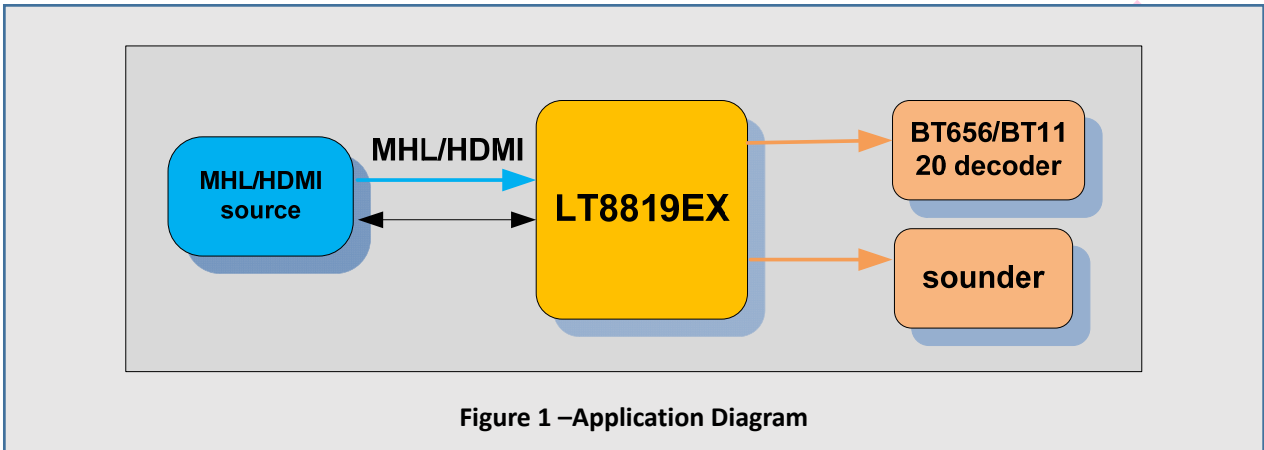 MHL/HDMI
source
MHL/HDMI
LT8819EX
BT656/BT11
20 decoder
sounder
Figure 1 –Application Diagram